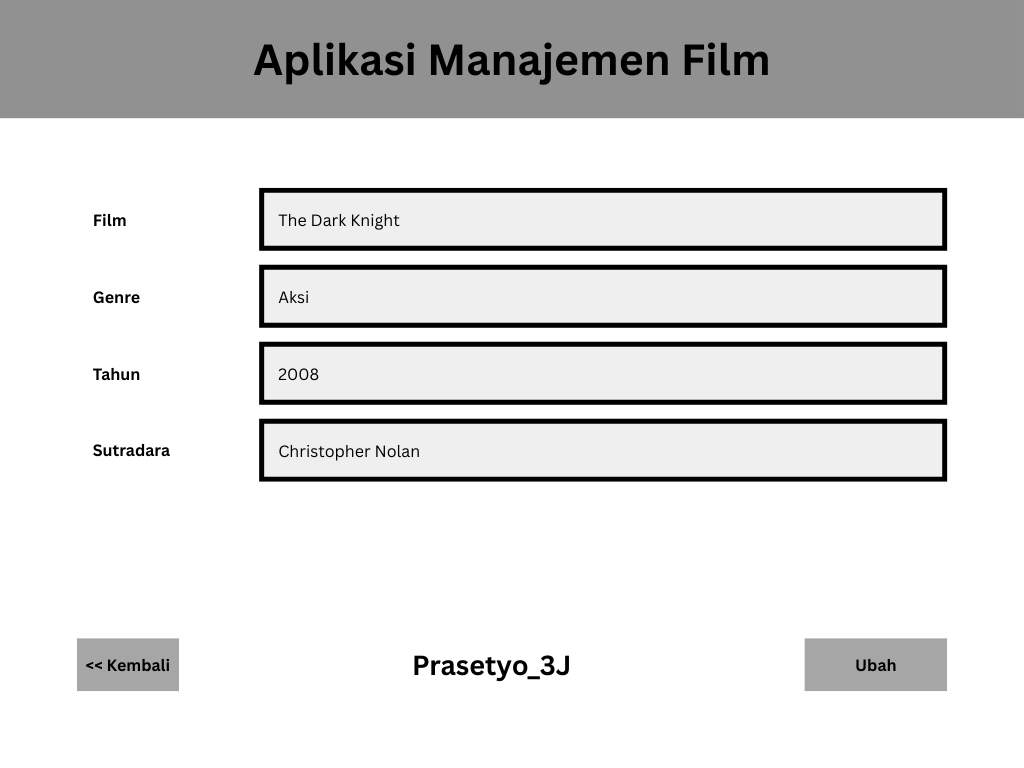 Aplikasi Manajemen Film
Film
The Dark Knight
Genre
Aksi
Tahun
2008
Sutradara
Christopher Nolan
<< Kembali
Prasetyo_3J
Ubah